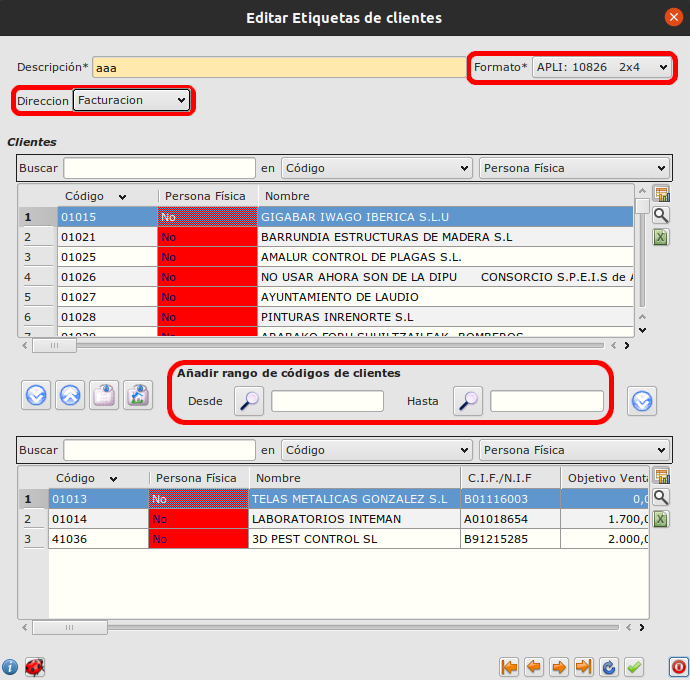 Editar Etiquetas de clientes
Descripción* aaa Formato* APLI: 10826 2x4
Direccion Facturacion
Clientes
Buscar en Código Persona Física
Código Persona Física Nombre
1 01015 No GIGABAR IWAGO IBERICA S.L.U
2 01021 No BARRUNDIA ESTRUCTURAS DE MADERA S.L
3 01025 No AMALUR CONTROL DE PLAGAS S.L.
4 01026 No NO USAR AHORA SON DE LA DIPU CONSORCIO S.P.E.I.S de
5 01027 No AYUNTAMIENTO DE LAUDIO
6 01028 No PINTURAS INRENORTE S.L
7 01029 No
Añadir rango de códigos de clientes
Desde Hasta
Buscar en Código Persona Física
Código Persona Física Nombre C.I.F./N.I.F Objetivo Venta
1 01013 No TELAS METALICAS GONZALEZ S.L B01116003 0,0
2 01014 No LABORATORIOS INTEMAN A01018654 1.700,0
3 41036 No 3D PEST CONTROL SL B91215285 2.000,0